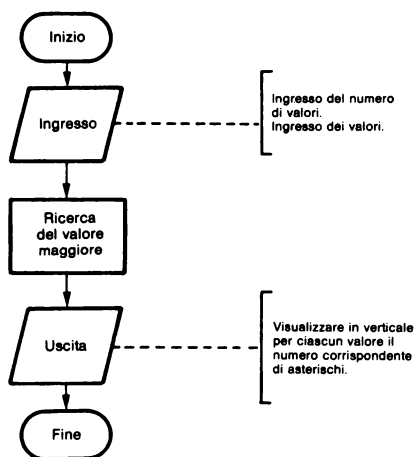 Inizio
Ingresso
Ingresso del numero
di valori.
Ingresso dei valori.
Ricerca
del valore
maggiore
Uscita
Visualizzare in verticale
per ciascun valore il
numero corrispondente
di asterischi.
Fine